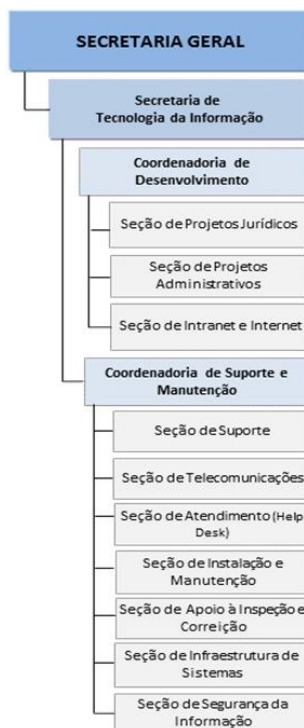 SECRETARIA GERAL
Secretaria de
Tecnologia da Informação
Coordenadoria de
Desenvolvimento
Seção de Projetos Jurídicos
Seção de Projetos
Administrativos
Seção de Intranet e Internet
Coordenadoria de Suporte e
Manutenção
Seção de Suporte
Seção de Telecomunicações
Seção de Atendimento (Help
Desk)
Seção de Instalação e
Manutenção
Seção de Apoio à Inspeção e
Correição
Seção de Infraestrutura de
Sistemas
Seção de Segurança da
Informação